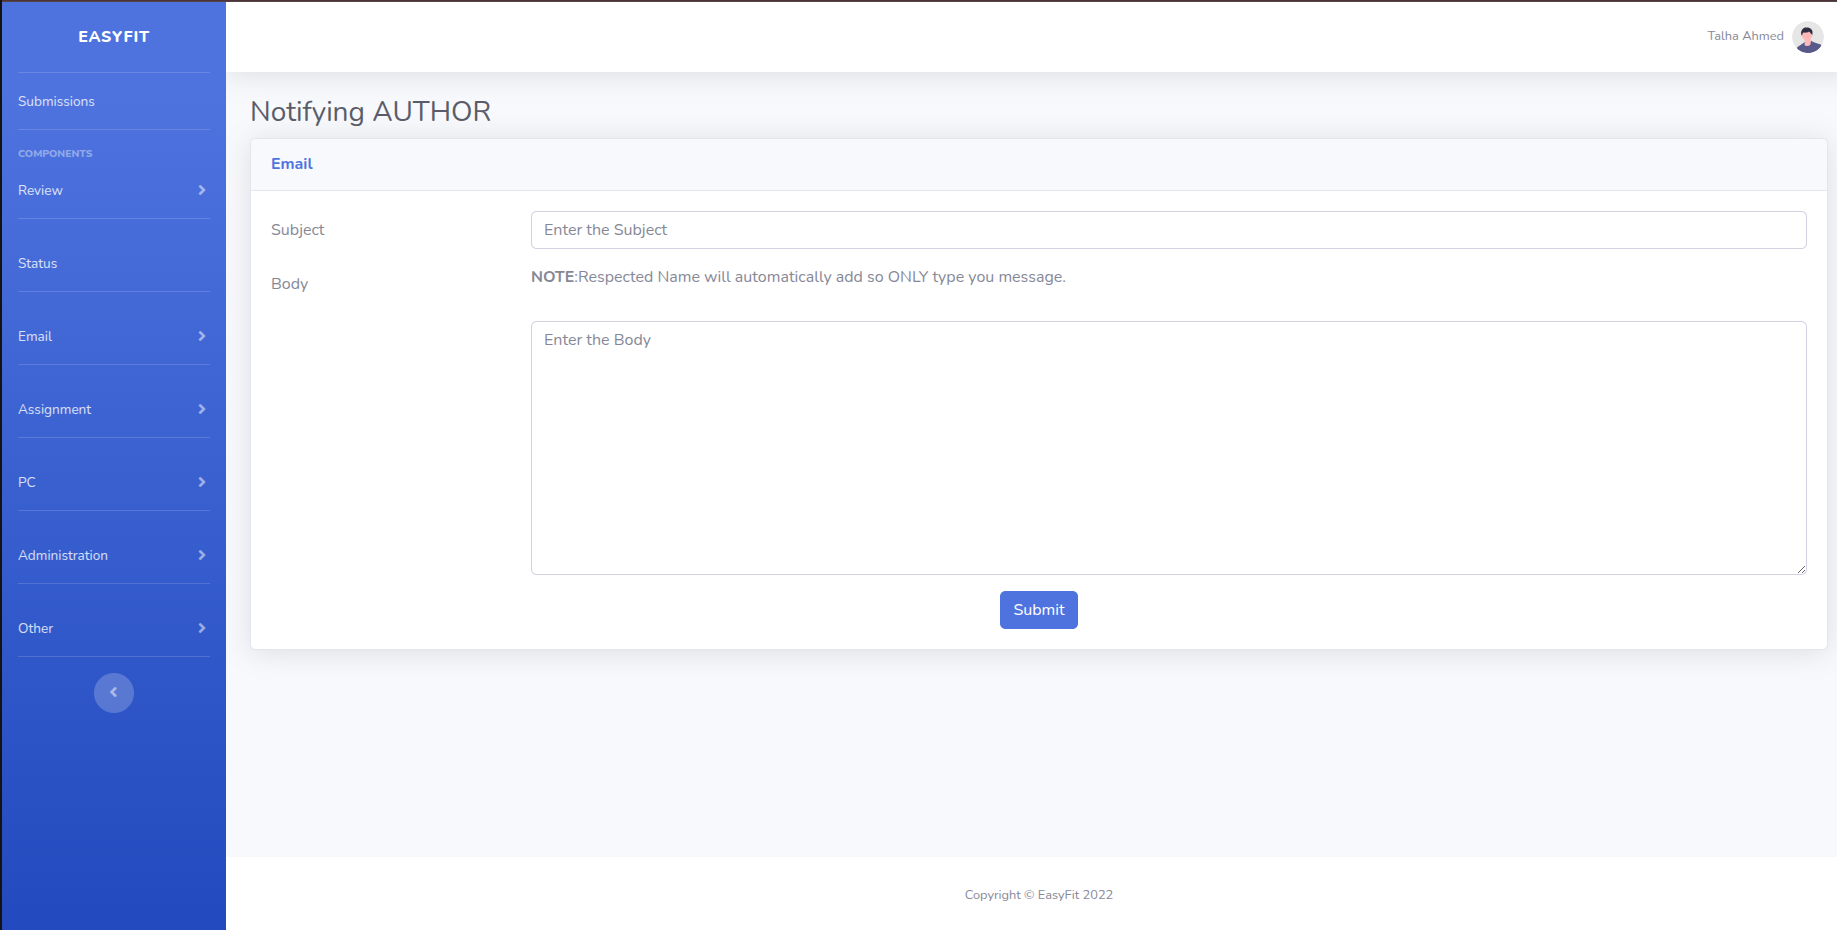 EASYFIT
Talha Ahmed
Submissions
COMPONENTS
Review
Status
Email
Assignment
PC
Administration
Other
Notifying AUTHOR
Email
Subject
Enter the Subject
Body
NOTE:Respected Name will automatically add so ONLY type you message.
Enter the Body
Submit
Copyright © EasyFit 2022